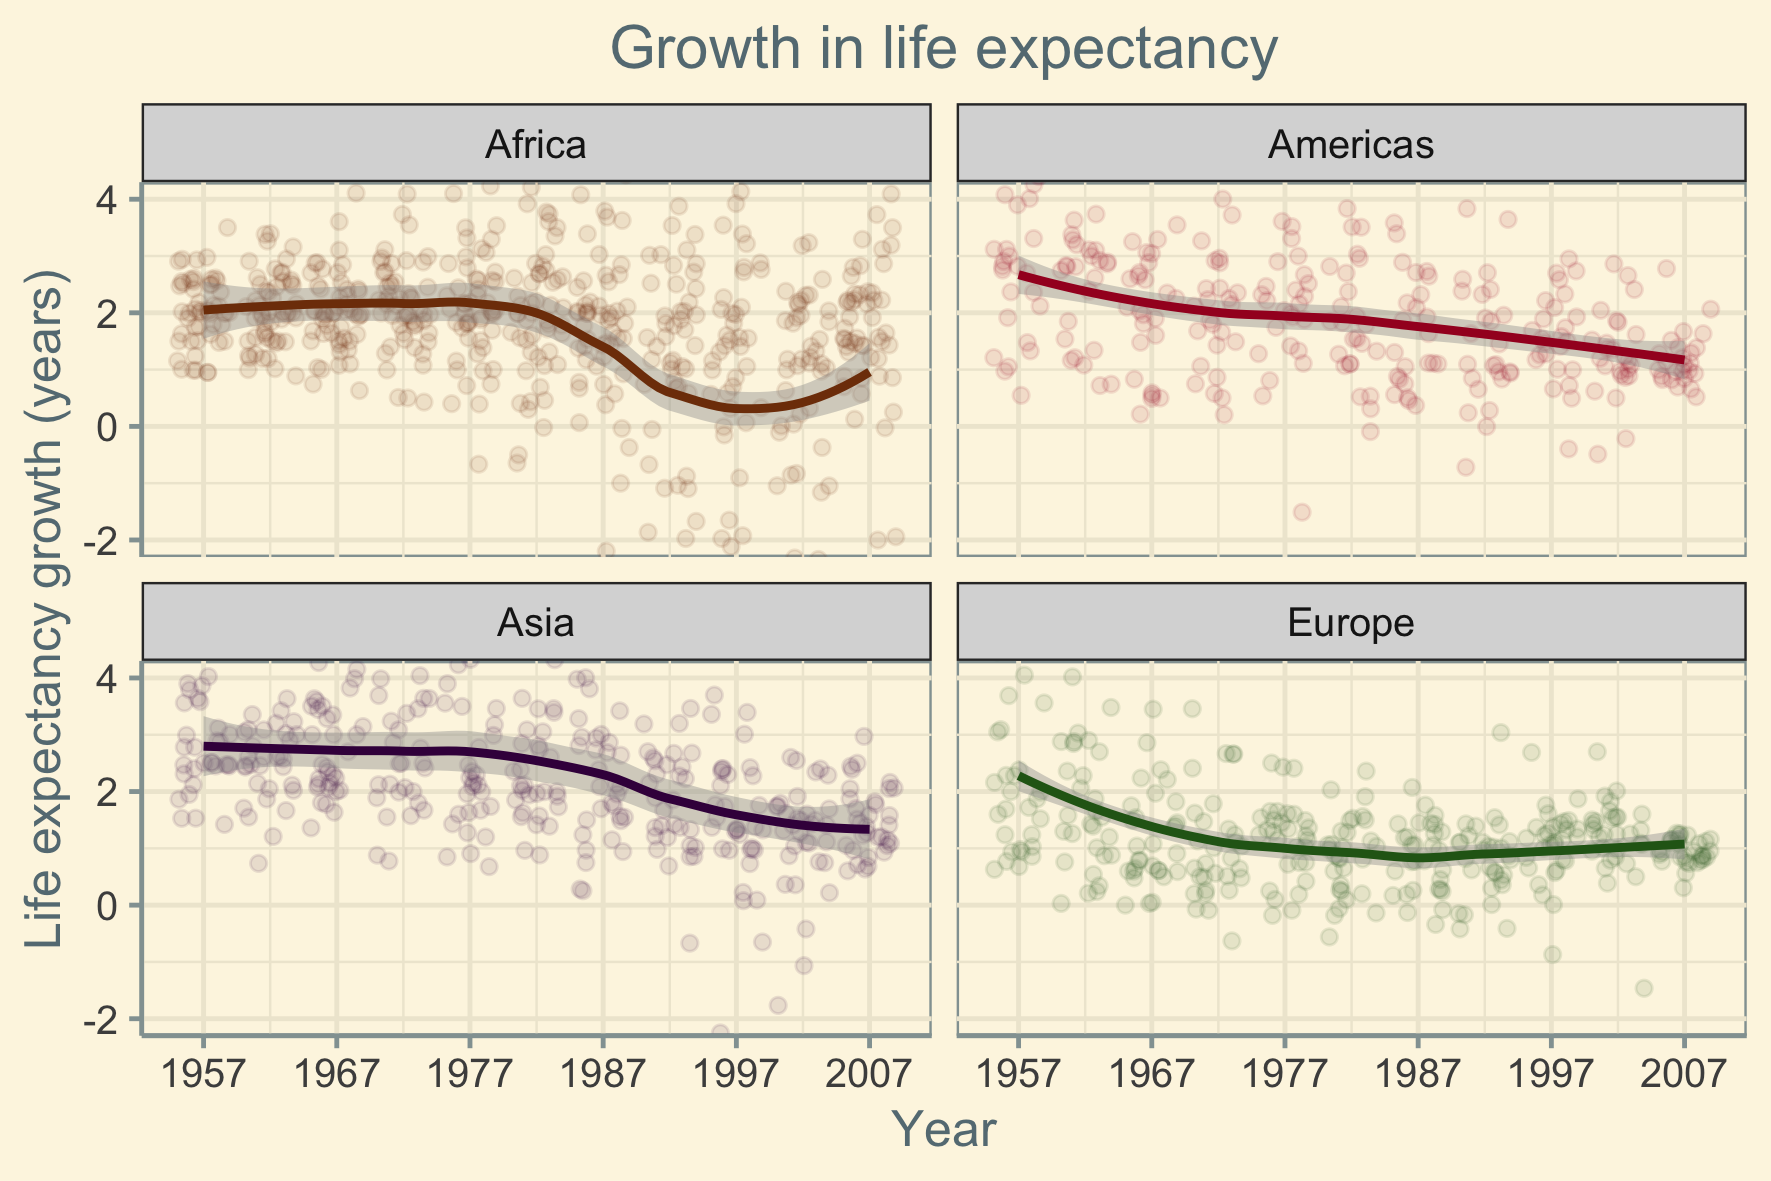 Growth in life expectancy
Africa
Americas
4
2
0
-2
Asia
Europe
4
2
0
-2
1957 1967 1977 1987 1997 2007
1957 1967 1977 1987 1997 2007
Year
Life expectancy growth (years)